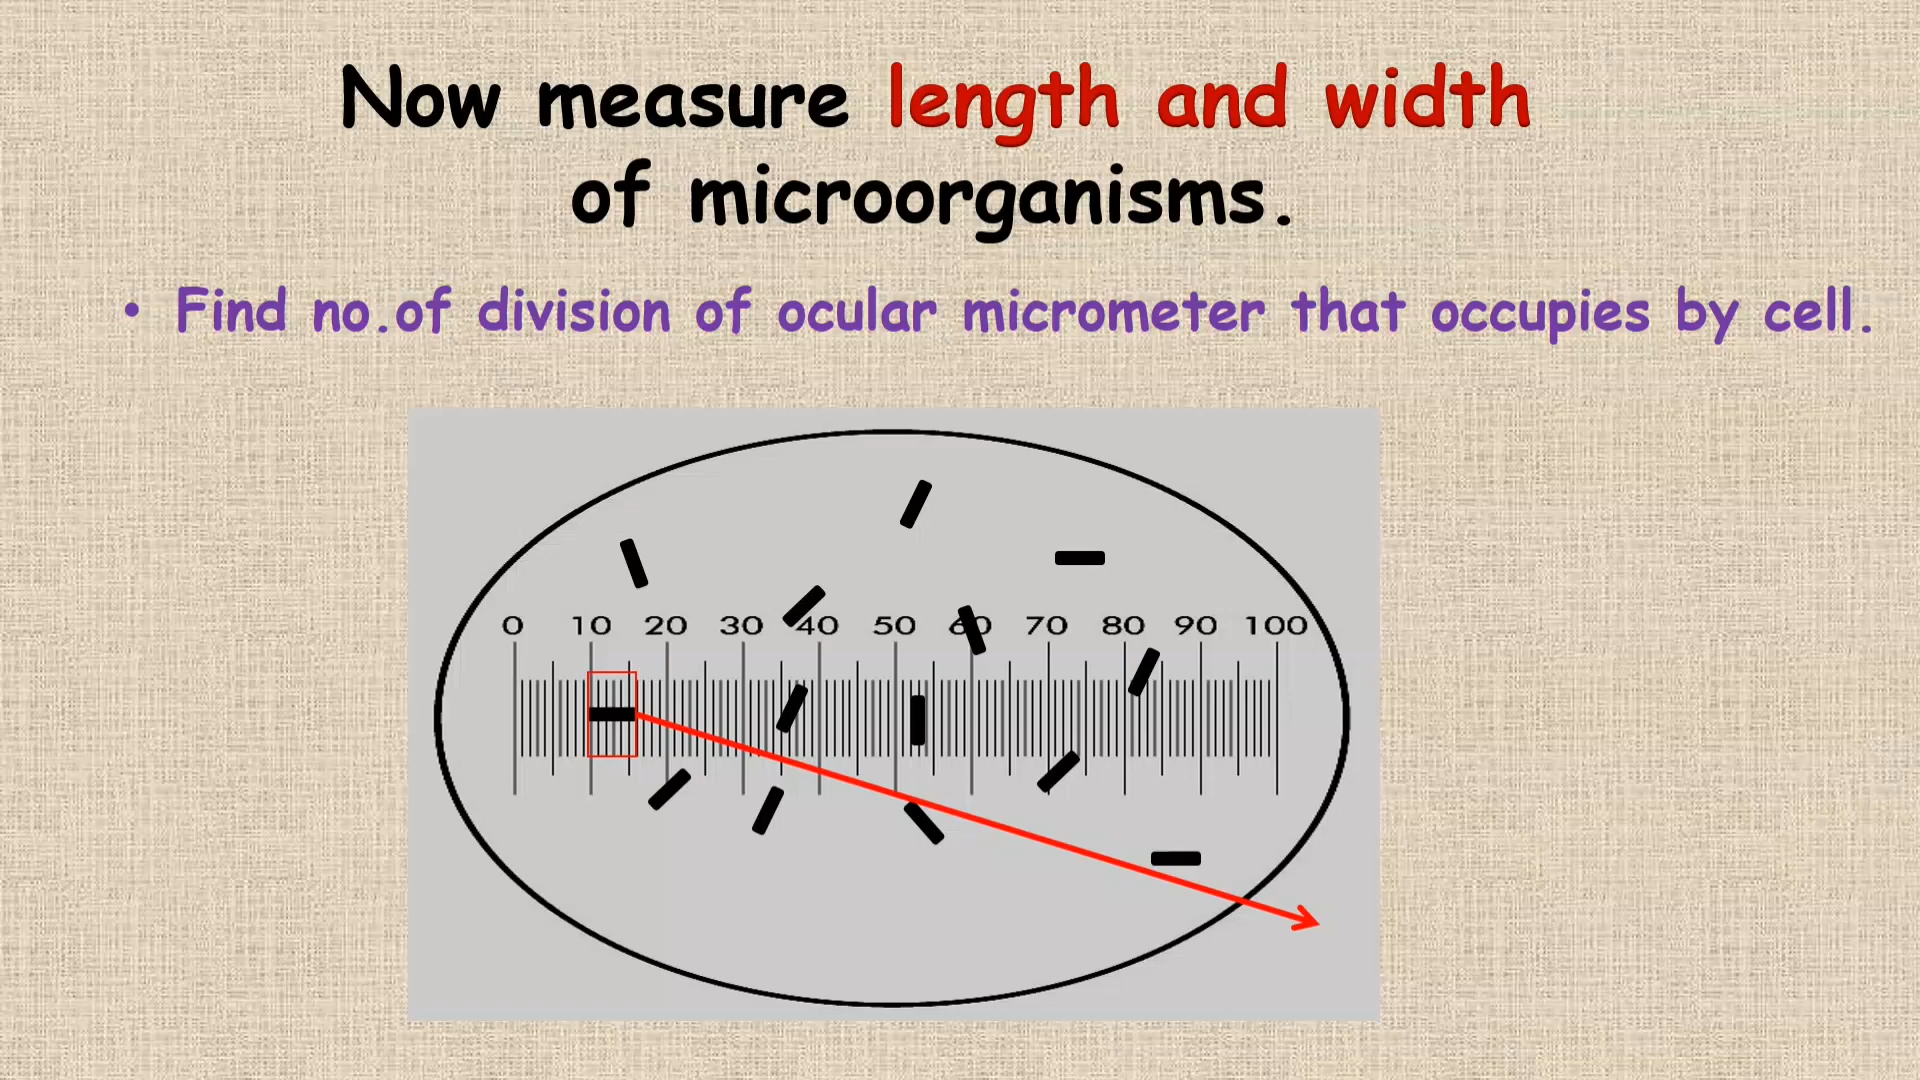 Now measure length and width
of microorganisms.
• Find no.of division of ocular micrometer that occupies by cell.
0 10 20 30 40 50 60 70 80 90 100